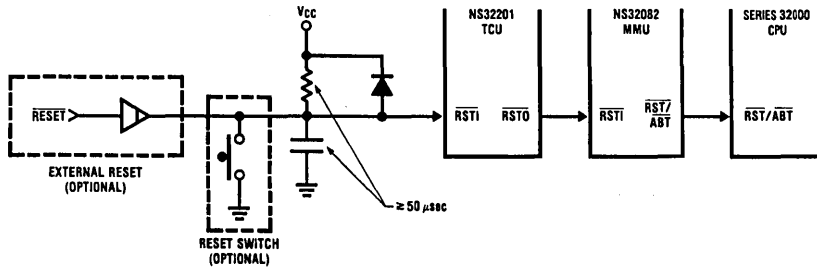 VCC
NS32201
TCU
NS32082
MMU
SERIES 32000
CPU
RESET
RSTI
RSTO
RSTI
RST/
ABT
RST/ABT
EXTERNAL RESET
(OPTIONAL)
≥ 50 µsec
RESET SWITCH
(OPTIONAL)